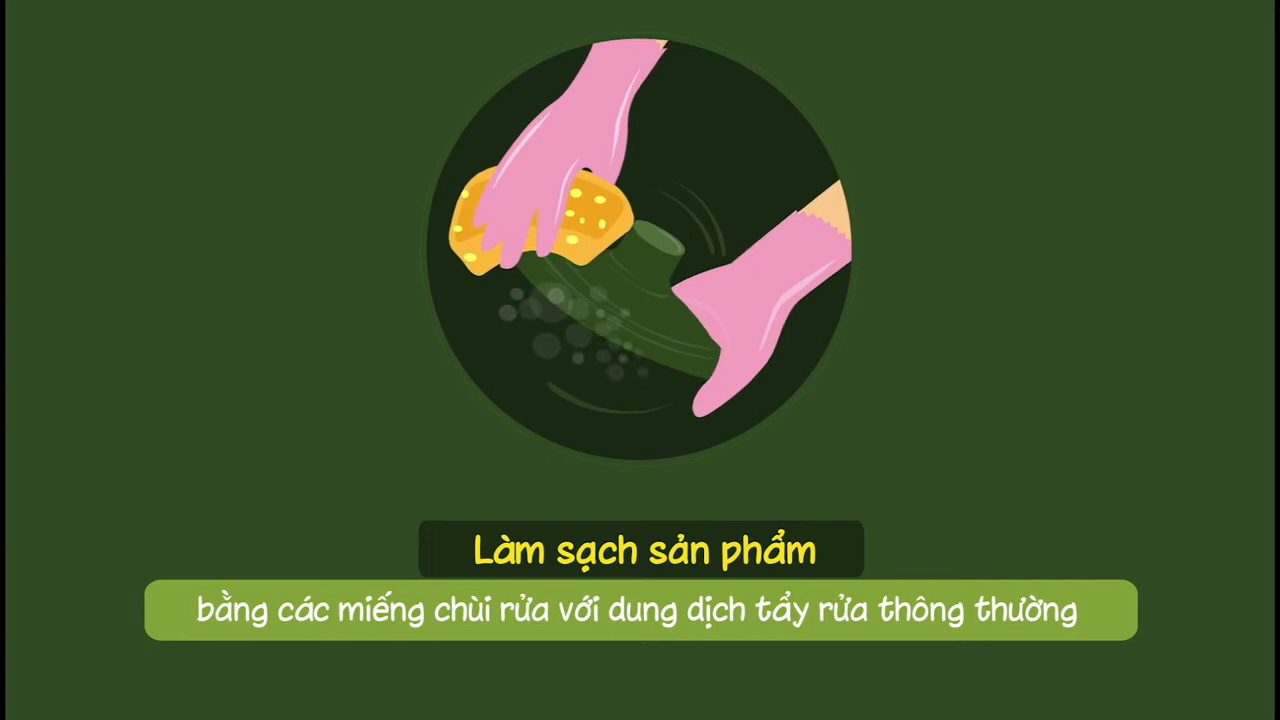 Làm sạch sản phẩm
bằng các miếng chùi rửa với dung dịch tẩy rửa thông thường